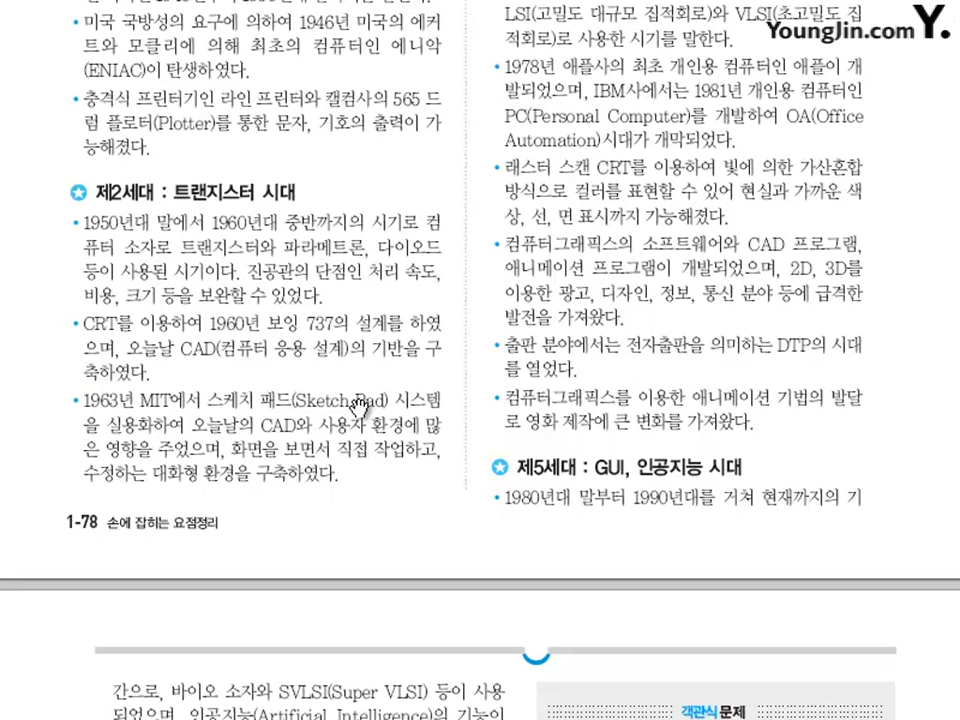 미국 국방성의 요구에 의하여 1946년 미국의 에커
트와 모클리에 의해 최초의 컴퓨터인 에니악
(ENIAC)이 탄생하였다.
• 충격식 프린터기인 라인 프린터와 캘컴사의 565 드
럼 플로터(Plotter)를 통한 문자, 기호의 출력이 가
능해졌다.
제2세대 : 트랜지스터 시대
• 1950년대 말에서 1960년대 중반까지의 시기로 컴
퓨터 소자로 트랜지스터와 파라메트론, 다이오드
등이 사용된 시기이다. 진공관의 단점인 처리 속도,
비용, 크기 등을 보완할 수 있었다.
• CRT를 이용하여 1960년 보잉 737의 설계를 하였
으며, 오늘날 CAD(컴퓨터 응용 설계)의 기반을 구
축하였다.
• 1963년 MIT에서 스케치 패드(Sketch Pad) 시스템
을 실용화하여 오늘날의 CAD와 사용자 환경에 많
은 영향을 주었으며, 화면을 보면서 직접 작업하고,
수정하는 대화형 환경을 구축하였다.
1-78 손에 잡히는 요점정리
LSI(고밀도 대규모 집적회로)와 VLSI(초고밀도 집
적회로)로 사용한 시기를 말한다.
YoungJin.com Y.
• 1978년 애플사의 최초 개인용 컴퓨터인 애플이 개
발되었으며, IBM사에서는 1981년 개인용 컴퓨터인
PC(Personal Computer)를 개발하여 OA(Office
Automation)시대가 개막되었다.
• 래스터 스캔 CRT를 이용하여 빛에 의한 가산혼합
방식으로 컬러를 표현할 수 있어 현실과 가까운 색
상, 선, 면 표시까지 가능해졌다.
• 컴퓨터그래픽스의 소프트웨어와 CAD 프로그램,
애니메이션 프로그램이 개발되었으며, 2D, 3D를
이용한 광고, 디자인, 정보, 통신 분야 등에 급격한
발전을 가져왔다.
• 출판 분야에서는 전자출판을 의미하는 DTP의 시대
를 열었다.
• 컴퓨터그래픽스를 이용한 애니메이션 기법의 발달
로 영화 제작에 큰 변화를 가져왔다.
제5세대 : GUI, 인공지능 시대
• 1980년대 말부터 1990년대를 거쳐 현재까지의 기
간으로, 바이오 소자와 SVLSI(Super VLSI) 등이 사용
되었으며, 인공지능(Artificial Intelligence)의 기능이
객관식 문제